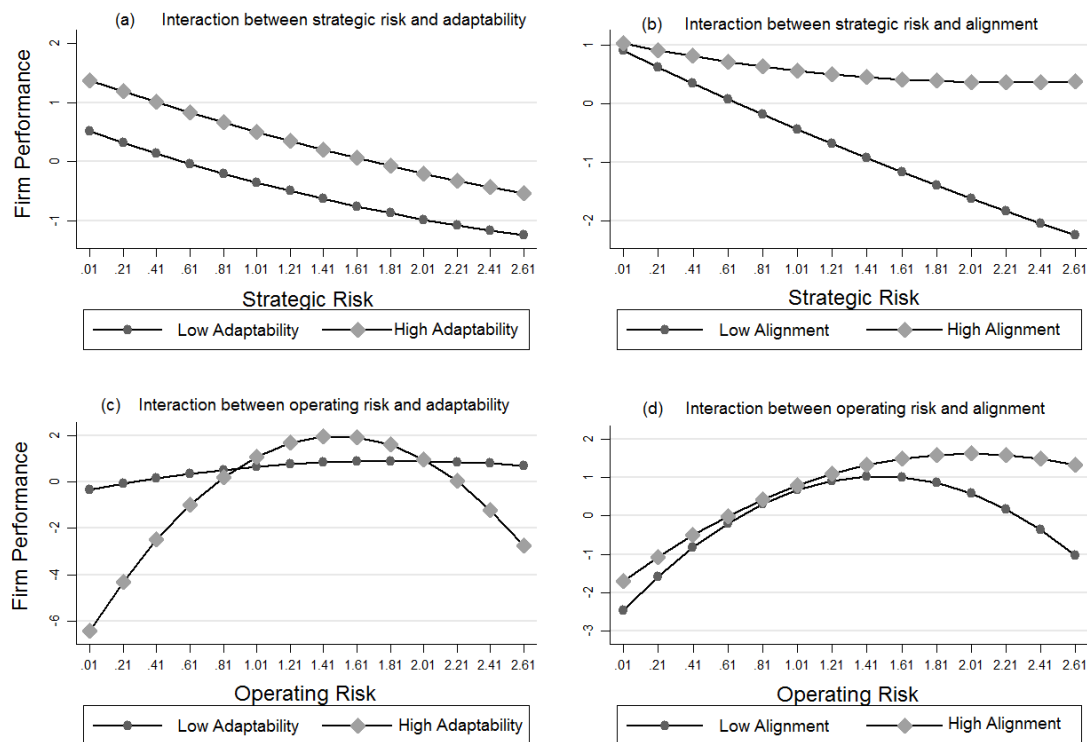 (a) Interaction between strategic risk and adaptability
Firm Performance
2
1
0
-1
.01 .21 .41 .61 .81 1.01 1.21 1.41 1.61 1.81 2.01 2.21 2.41 2.61
Strategic Risk
Low Adaptability High Adaptability
(b) Interaction between strategic risk and alignment
1
0
-1
-2
.01 .21 .41 .61 .81 1.01 1.21 1.41 1.61 1.81 2.01 2.21 2.41 2.61
Strategic Risk
Low Alignment High Alignment
(c) Interaction between operating risk and adaptability
Firm Performance
2
0
-2
-4
-6
.01 .21 .41 .61 .81 1.01 1.21 1.41 1.61 1.81 2.01 2.21 2.41 2.61
Operating Risk
Low Adaptability High Adaptability
(d) Interaction between operating risk and alignment
2
1
0
-1
-2
-3
.01 .21 .41 .61 .81 1.01 1.21 1.41 1.61 1.81 2.01 2.21 2.41 2.61
Operating Risk
Low Alignment High Alignment